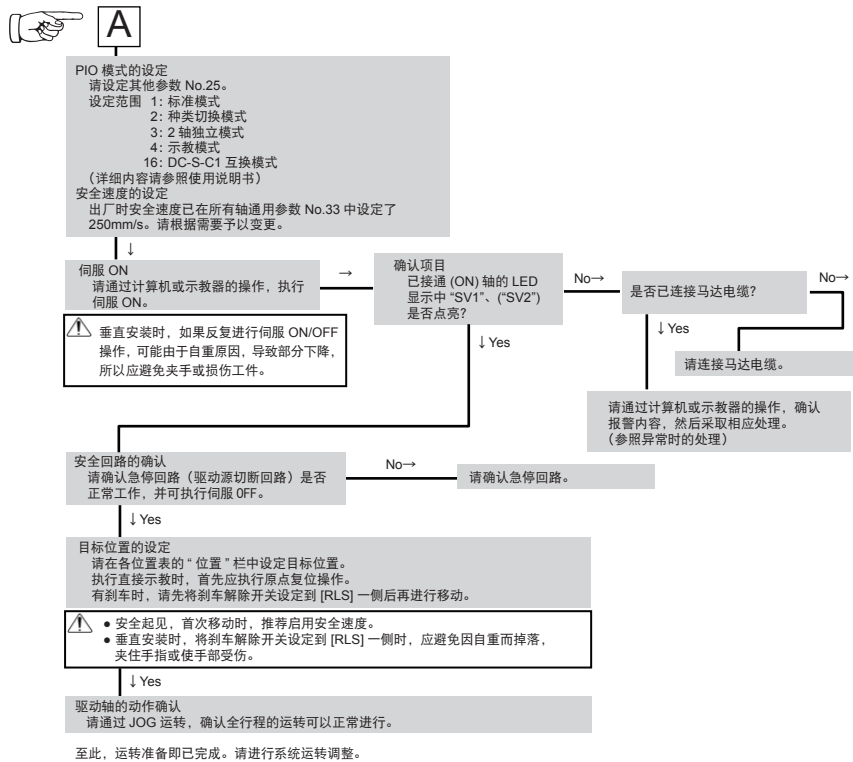 A
PIO 模式的设定
请设定其他参数 No.25。
设定范围 1: 标准模式
2: 种类切换模式
3: 2 轴独立模式
4: 示教模式
16: DC-S-C1 互换模式
（详细内容请参照使用说明书）
安全速度的设定
出厂时安全速度已在所有轴通用参数 No.33 中设定了
250mm/s。请根据需要予以变更。
↓
伺服 ON
请通过计算机或示教器的操作，执行
伺服 ON。
→
确认项目
已接通 (ON) 轴的 LED
显示中 “SV1”、(“SV2”)
是否点亮？
No→
是否已连接马达电缆？
No→
垂直安装时，如果反复进行伺服 ON/OFF
操作，可能由于自重原因，导致部分下降，
所以应避免夹手或损伤工件。
↓Yes
↓Yes
请连接马达电缆。
请通过计算机或示教器的操作，确认
报警内容，然后采取相应处理。
（参照异常时的处理）
安全回路的确认
请确认急停回路（驱动源切断回路）是否
正常工作，并可执行伺服 OFF。
No→
请确认急停回路。
↓Yes
目标位置的设定
请在各位置表的 “ 位置 ” 栏中设定目标位置。
执行直接示教时，首先应执行原点复位操作。
有刹车时，请先将刹车解除开关设定到 [RLS] 一侧后再进行移动。
● 安全起见，首次移动时，推荐启用安全速度。
● 垂直安装时，将刹车解除开关设定到 [RLS] 一侧时，应避免因自重而掉落，
夹住手指或使手部受伤。
↓Yes
驱动轴的动作确认
请通过 JOG 运转，确认全行程的运转可以正常进行。
至此，运转准备即已完成。请进行系统运转调整。